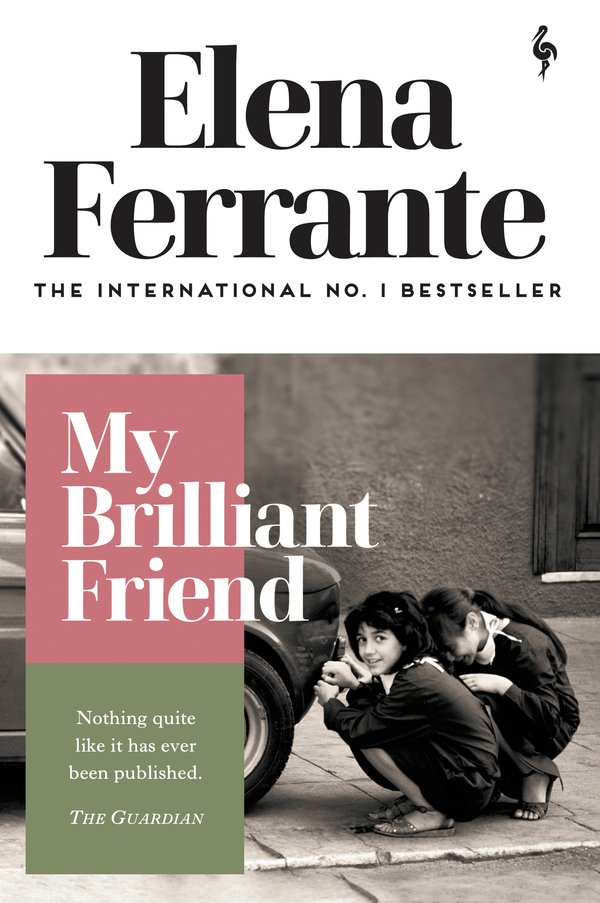 Elena
Ferrante
THE INTERNATIONAL NO. 1 BESTSELLER
My
Brilliant
Friend
Nothing quite
like it has ever
been published.
THE GUARDIAN